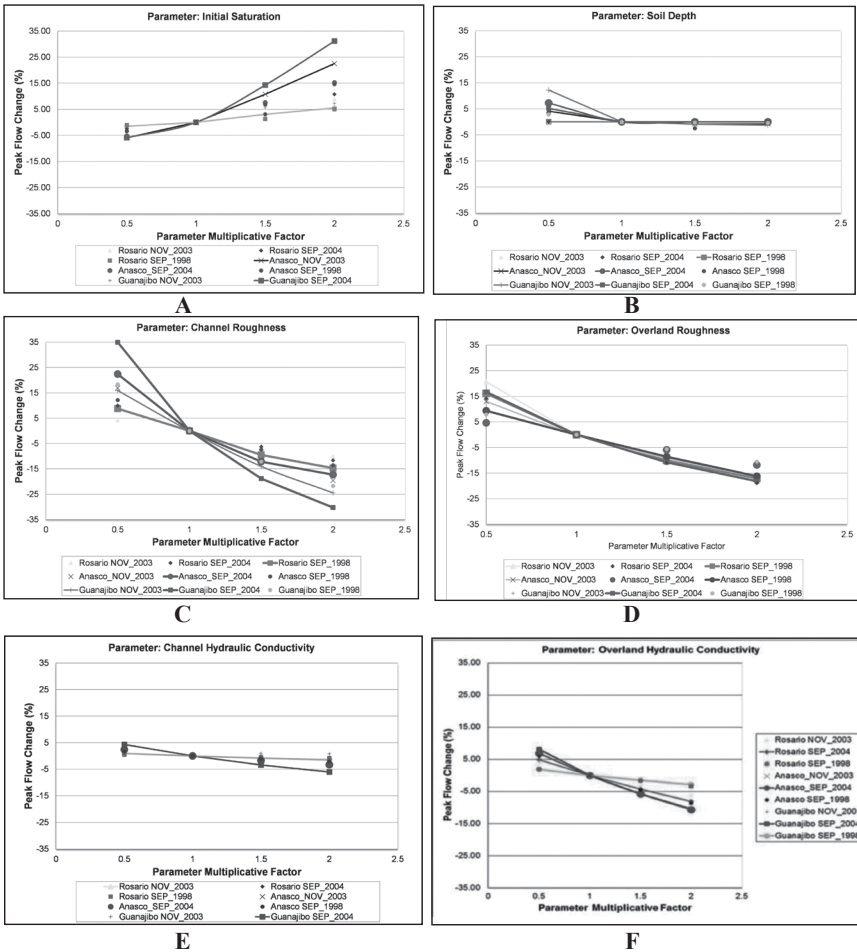 Parameter: Initial Saturation
35.00
25.00
15.00
5.00
-5.00
-15.00
-25.00
-35.00
Peak Flow Change (%)
0 0.5 1 1.5 2 2.5
Parameter Multiplicative Factor
Rosario NOV_2003 Rosario SEP_2004
Rosario SEP_1998 Anasco_NOV_2003
Anasco_SEP_2004 Anasco SEP_1998
Guanajibo NOV_2003 Guanajibo SEP_2004
A
Parameter: Soil Depth
35
25
15
5
-5
-15
-25
-35
Peak Flow Change (%)
0 0.5 1 1.5 2 2.5
Parameter Multiplicative Factor
Rosario NOV_2003 Rosario SEP_2004 Rosario SEP_1998
Anasco_NOV_2003 Anasco_SEP_2004 Anasco SEP_1998
Guanajibo NOV_2003 Guanajibo SEP_2004 Guanajibo SEP_1998
B
Parameter: Channel Roughness
35
25
15
5
-5
-15
-25
-35
Peak Flow Change (%)
0 0.5 1 1.5 2 2.5
Parameter Multiplicative Factor
Rosario NOV_2003 Rosario SEP_2004 Rosario SEP_1998
Anasco_NOV_2003 Anasco_SEP_2004 Anasco SEP_1998
Guanajibo NOV_2003 Guanajibo SEP_2004 Guanajibo SEP_1998
C
Parameter: Overland Roughness
35
25
15
5
-5
-15
-25
-35
Peak Flow Change (%)
0.5 1 1.5 2 2.5
Parameter Multiplicative Factor
Rosario NOV_2003 Rosario SEP_2004 Rosario SEP_1998
Anasco_NOV_2003 Anasco_SEP_2004 Anasco SEP_1998
Guanajibo NOV_2003 Guanajibo SEP_2004 Guanajibo SEP_1998
D
Parameter: Channel Hydraulic Conductivity
35
25
15
5
-5
-15
-25
-35
Peak Flow Change (%)
0 0.5 1 1.5 2 2.5
Parameter Multiplicative Factor
Rosario NOV_2003 Rosario SEP_2004
Rosario SEP_1998 Anasco_NOV_2003
Anasco_SEP_2004 Anasco SEP_1998
Guanajibo NOV_2003 Guanajibo SEP_2004
E
Parameter: Overland Hydraulic Conductivity
35.00
25.00
15.00
5.00
-5.00
-15.00
-25.00
-35.00
Peak Flow Change (%)
0 0.5 1 1.5 2 2.5
Parameter Multiplicative Factor
Rosario NOV_2003
Rosario SEP_2004
Rosario SEP_1998
Anasco_NOV_2003
Anasco_SEP_2004
Anasco SEP_1998
Guanajibo NOV_2003
Guanajibo SEP_2004
Guanajibo SEP_1998
F